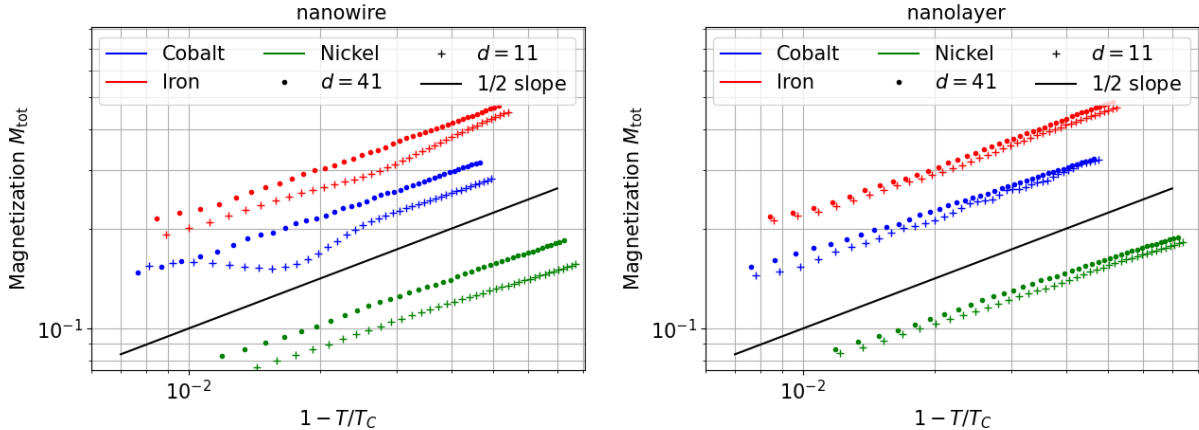 nanowire
Cobalt Nickel d = 11
Iron d = 41 1/2 slope
Magnetization M_tot
10^−1
10^−2
1 − T/T_C
nanolayer
Cobalt Nickel d = 11
Iron d = 41 1/2 slope
Magnetization M_tot
10^−1
10^−2
1 − T/T_C